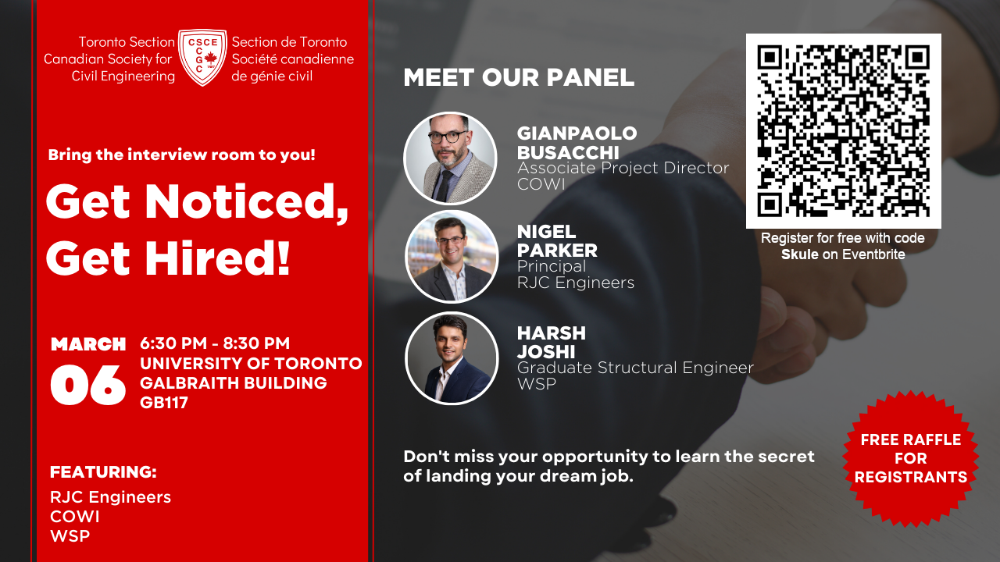 Toronto Section
Canadian Society for
Civil Engineering
CSCE
C
G
C
1887
Section de Toronto
Société canadienne
de génie civil
Bring the interview room to you!
Get Noticed,
Get Hired!
MARCH
06
6:30 PM - 8:30 PM
UNIVERSITY OF TORONTO
GALBRAITH BUILDING
GB117
FEATURING:
RJC Engineers
COWI
WSP
MEET OUR PANEL
GIANPAOLO
BUSACCHI
Associate Project Director
COWI
NIGEL
PARKER
Principal
RJC Engineers
HARSH
JOSHI
Graduate Structural Engineer
WSP
Don't miss your opportunity to learn the secret
of landing your dream job.
Register for free with code
Skule on Eventbrite
FREE RAFFLE
FOR
REGISTRANTS